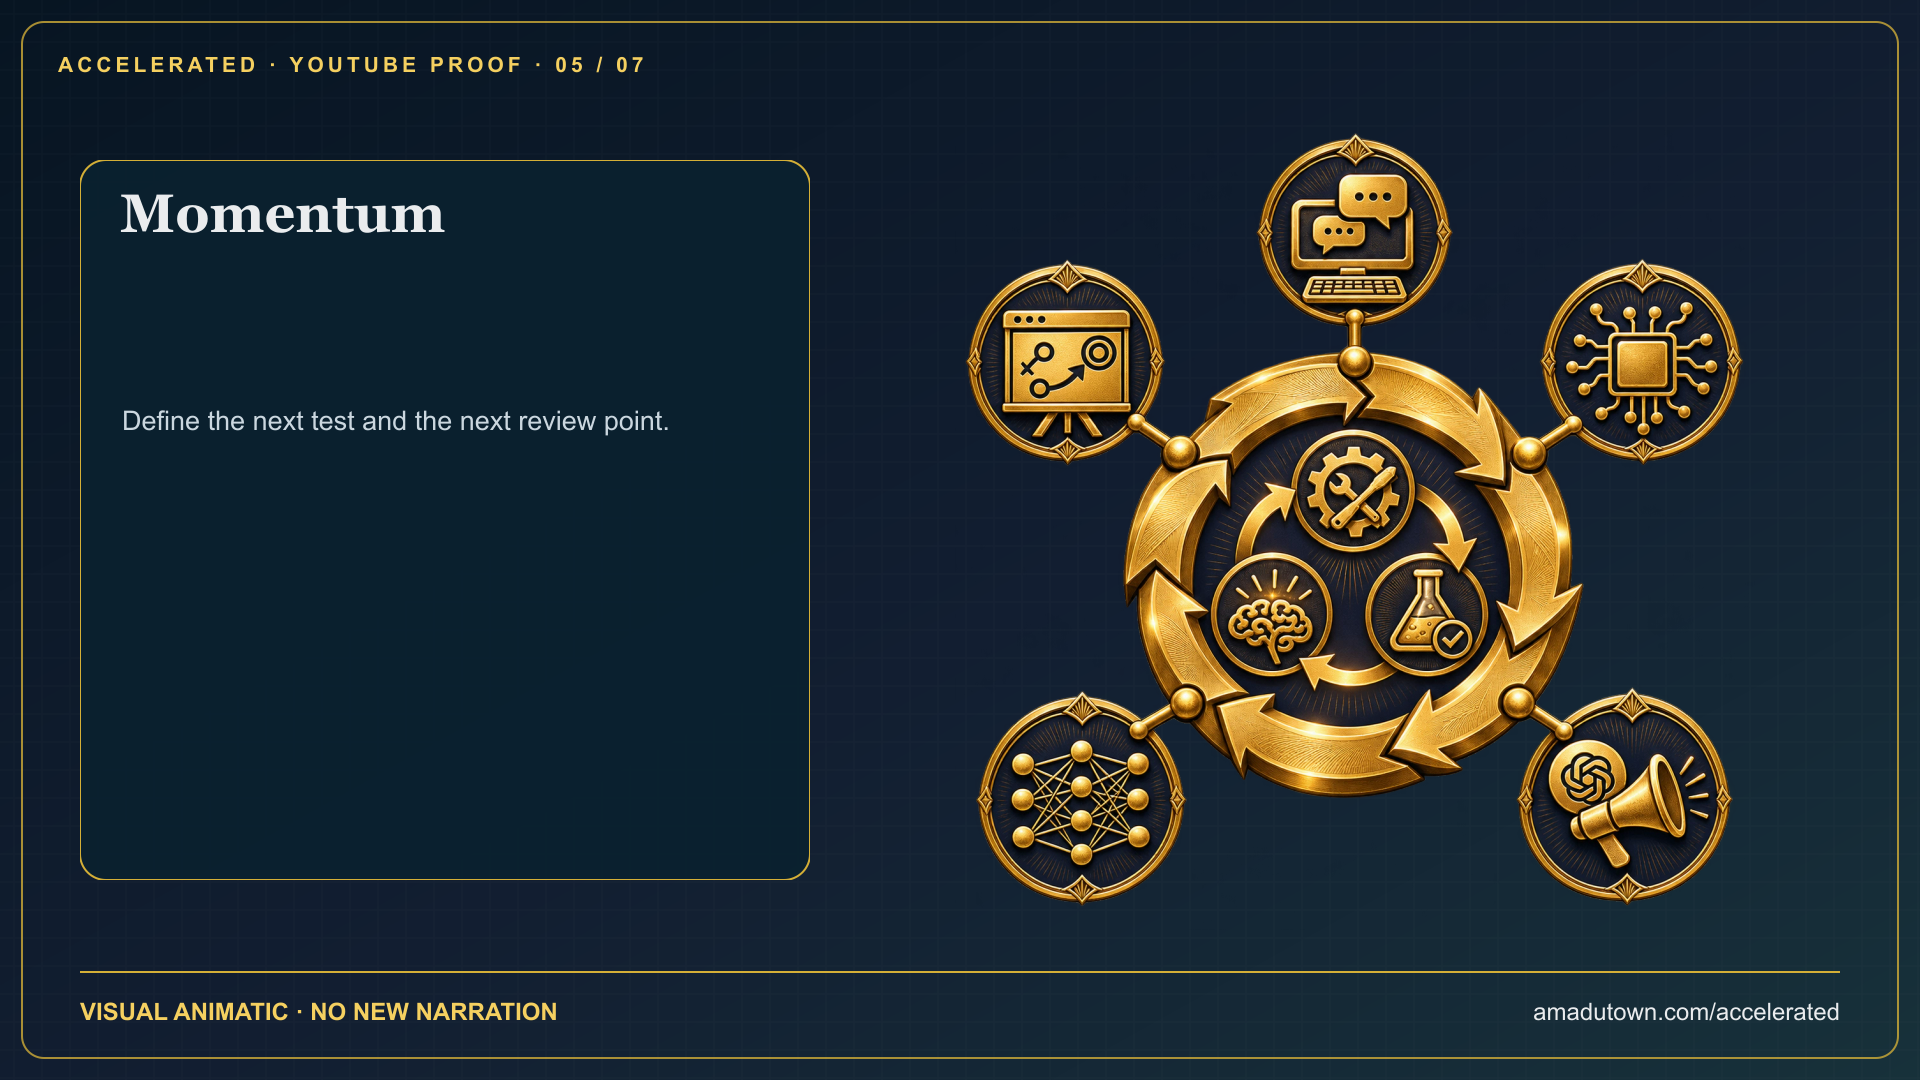 ACCELERATED · YOUTUBE PROOF · 05 / 07
Momentum
Define the next test and the next review point.
VISUAL ANIMATIC · NO NEW NARRATION
amadutown.com/accelerated